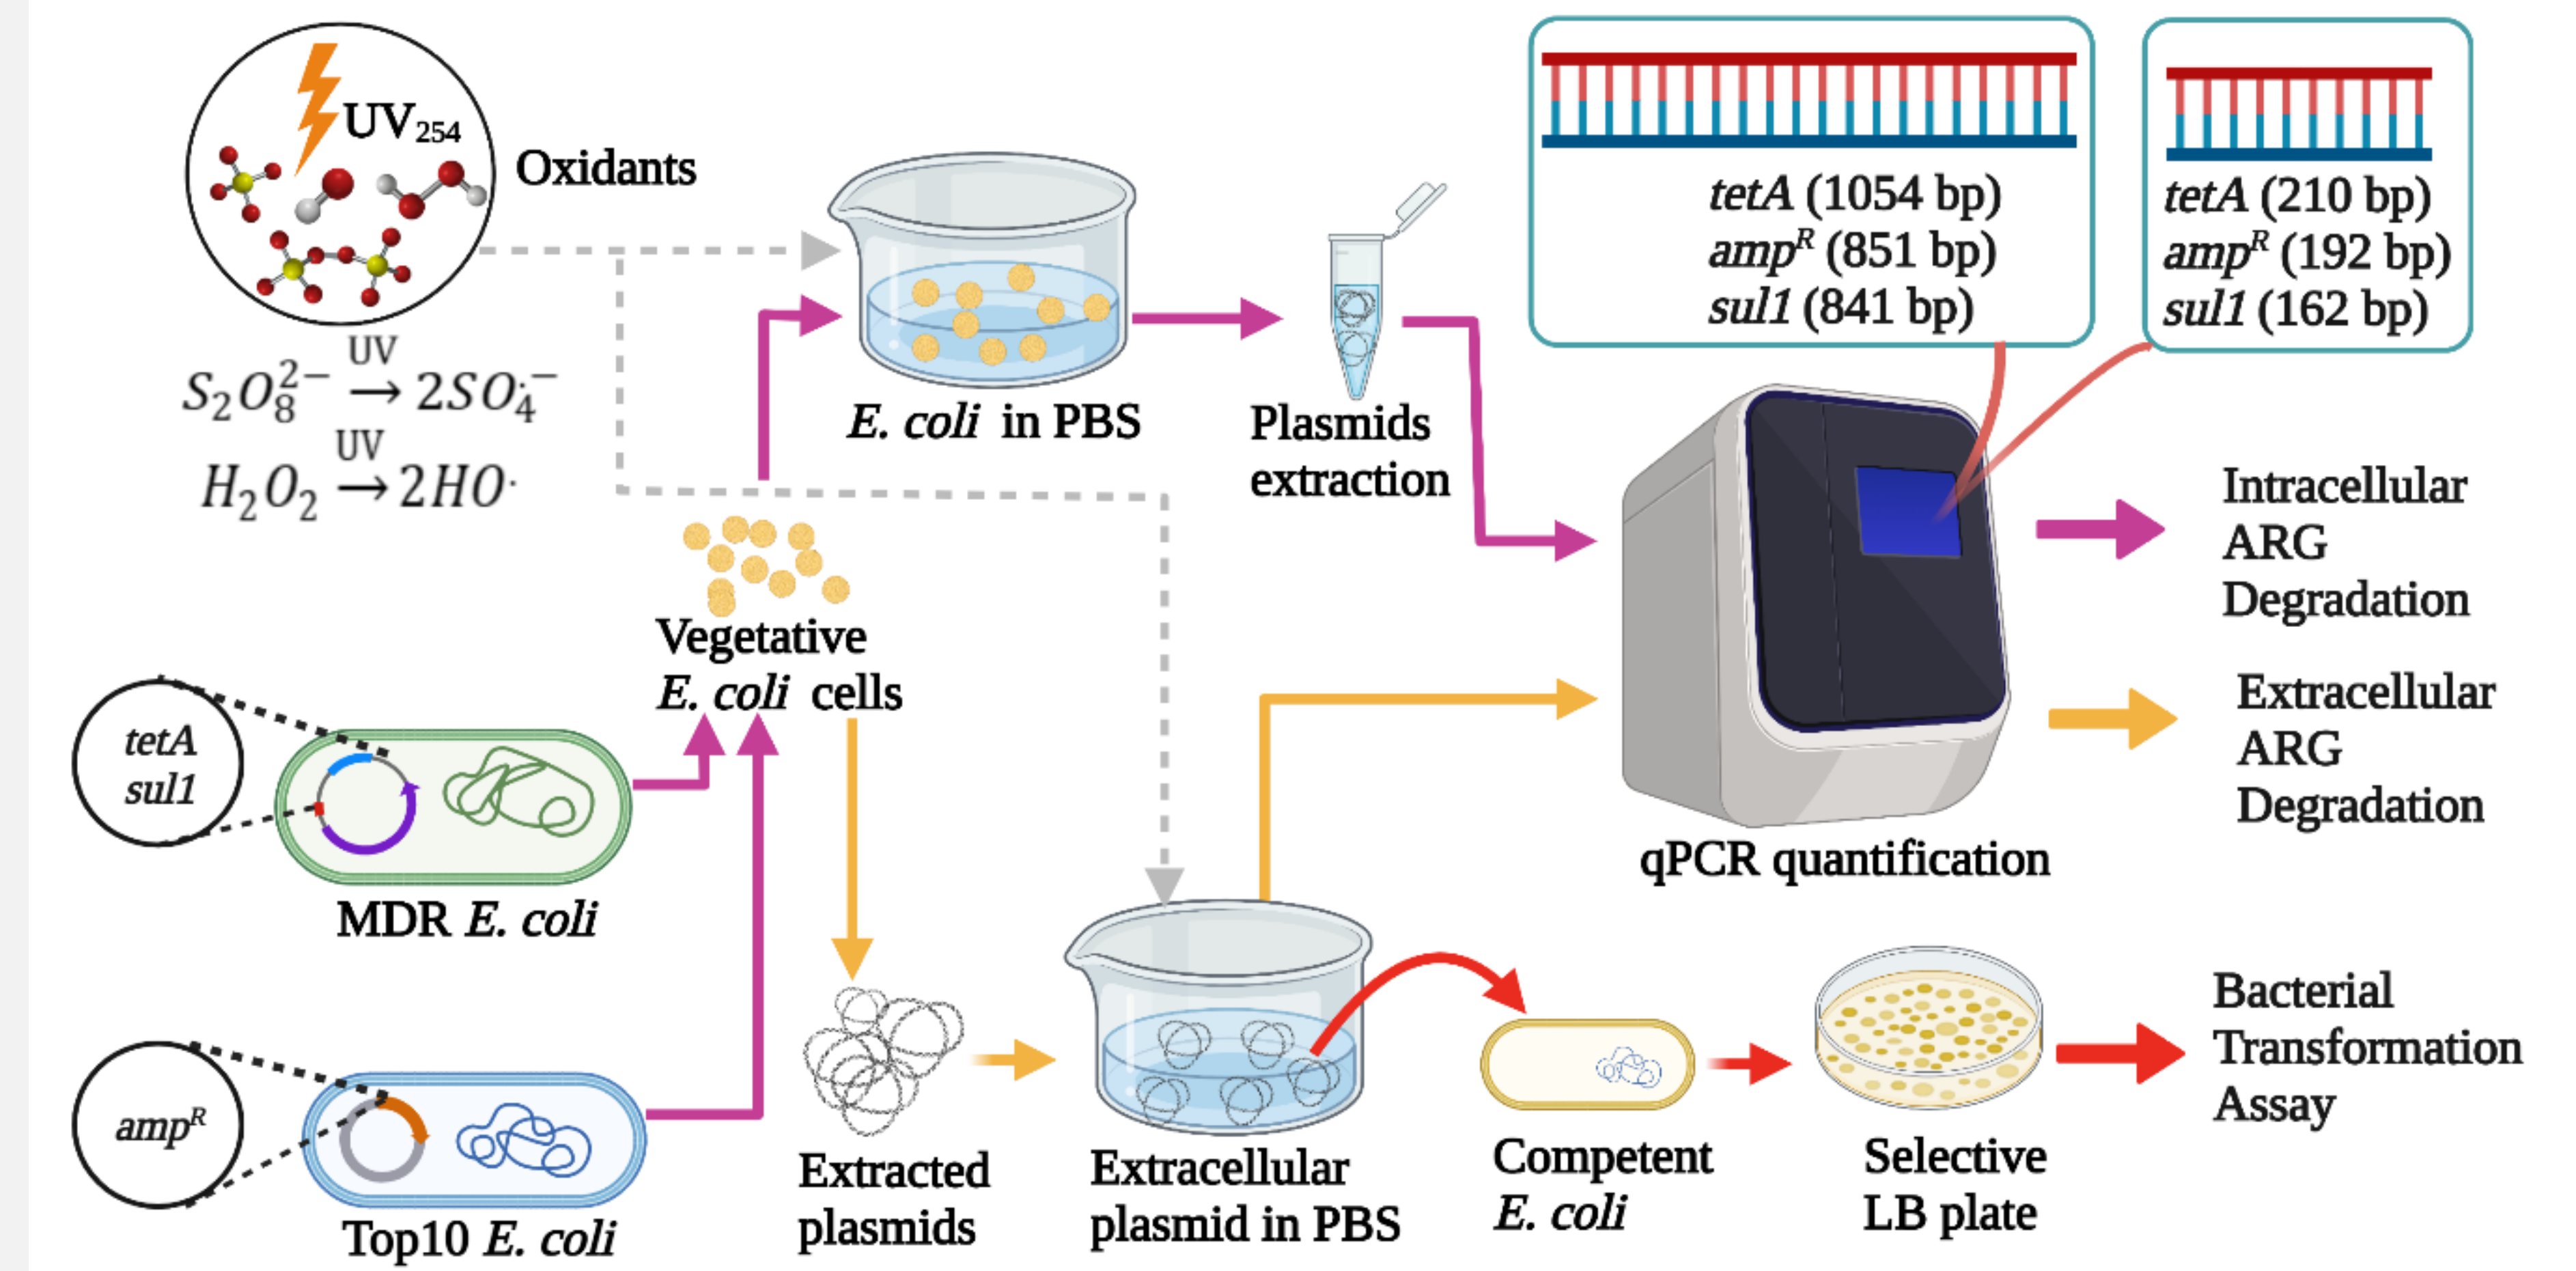 UV254
Oxidants
UV
S2O8^2− → 2SO4^·−
UV
H2O2 → 2HO·
E. coli in PBS
Plasmids
extraction
tetA (1054 bp)
amp^R (851 bp)
sul1 (841 bp)
tetA (210 bp)
amp^R (192 bp)
sul1 (162 bp)
Vegetative
E. coli cells
tetA
sul1
MDR E. coli
amp^R
Top10 E. coli
Extracted
plasmids
Extracellular
plasmid in PBS
qPCR quantification
Intracellular
ARG
Degradation
Extracellular
ARG
Degradation
Competent
E. coli
Selective
LB plate
Bacterial
Transformation
Assay